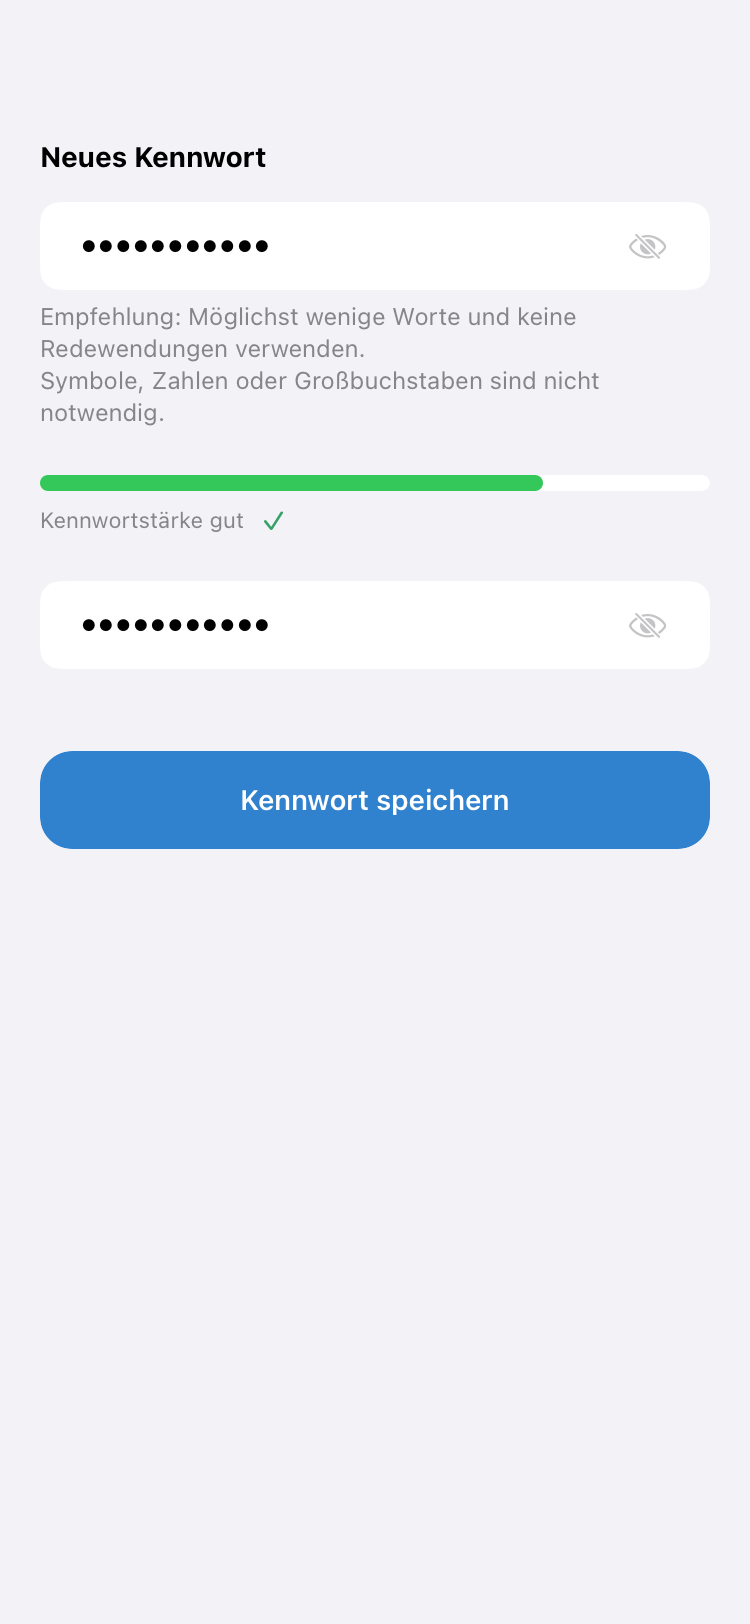 Neues Kennwort
•••••••••••
Empfehlung: Möglichst wenige Worte und keine
Redewendungen verwenden.
Symbole, Zahlen oder Großbuchstaben sind nicht
notwendig.
Kennwortstärke gut ✓
•••••••••••
Kennwort speichern